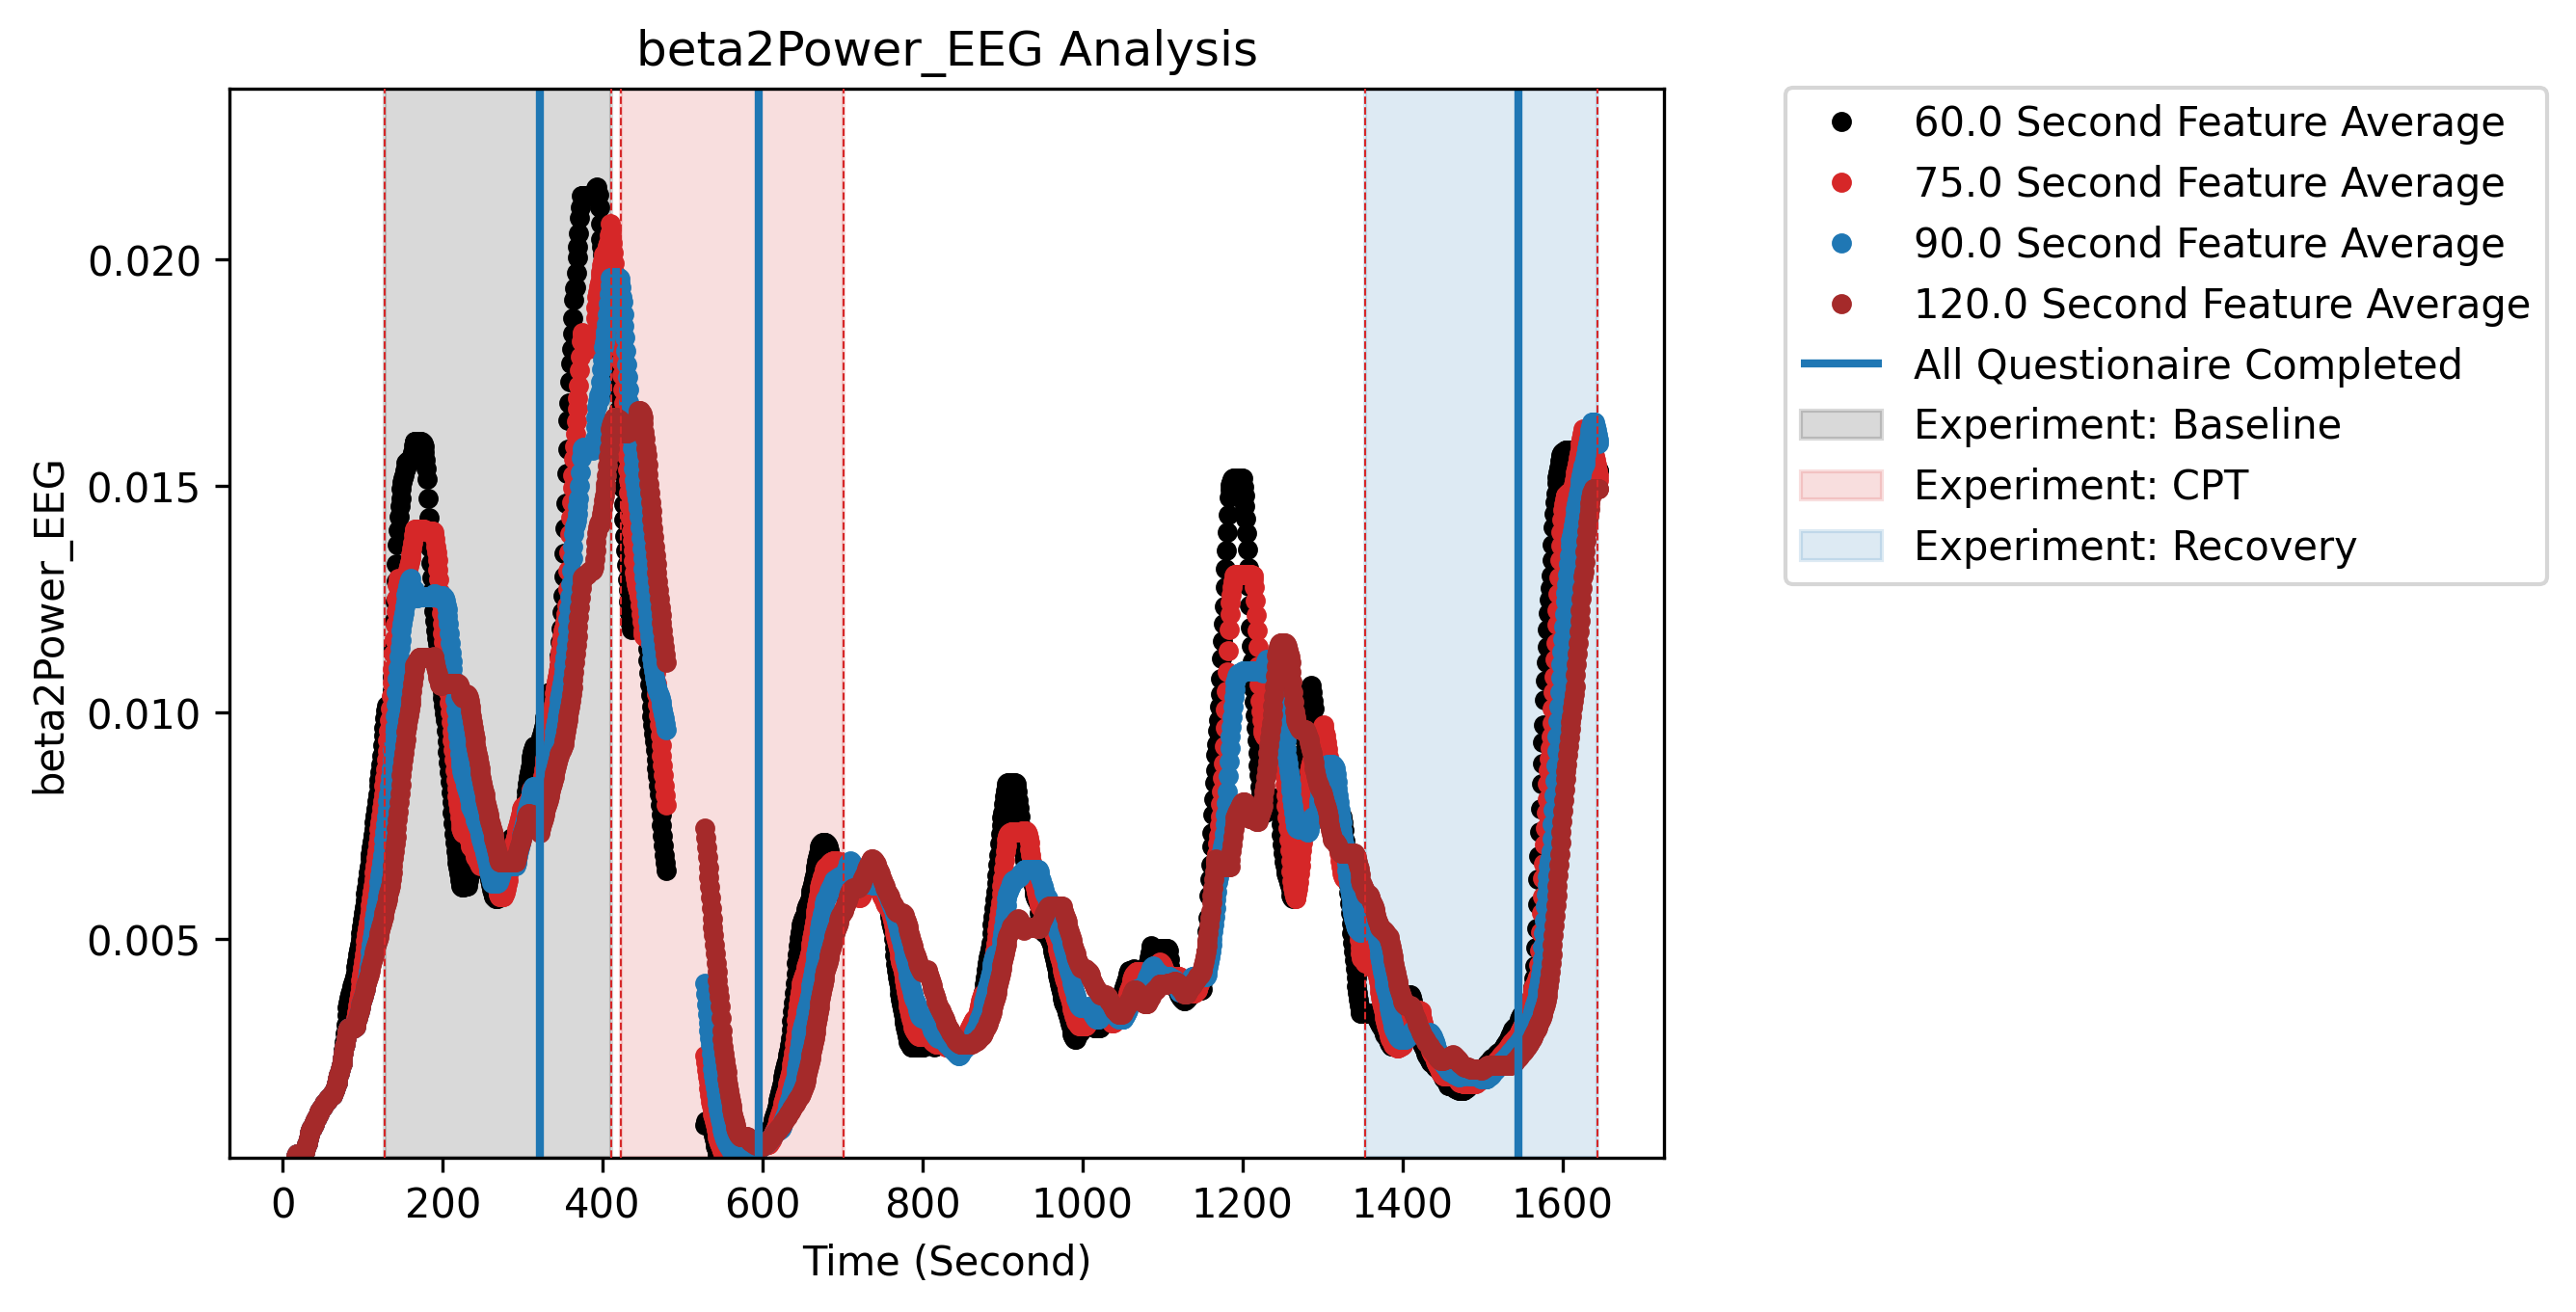 beta2Power_EEG Analysis
beta2Power_EEG
0.020
0.015
0.010
0.005
0 200 400 600 800 1000 1200 1400 1600
Time (Second)
60.0 Second Feature Average
75.0 Second Feature Average
90.0 Second Feature Average
120.0 Second Feature Average
All Questionaire Completed
Experiment: Baseline
Experiment: CPT
Experiment: Recovery